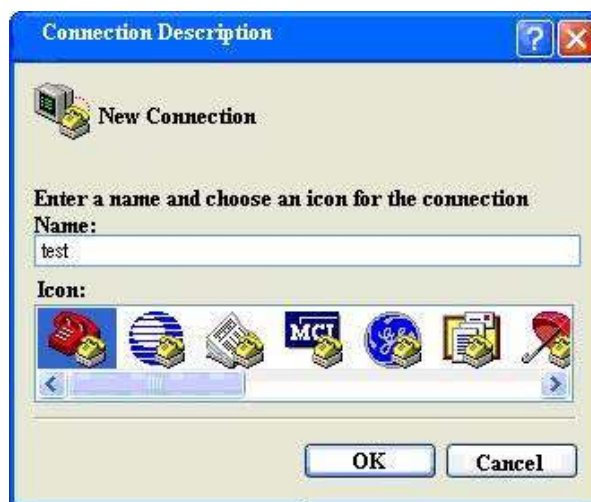 Connection Description
New Connection
Enter a name and choose an icon for the connection
Name:
test
Icon:
MCI
OK
Cancel